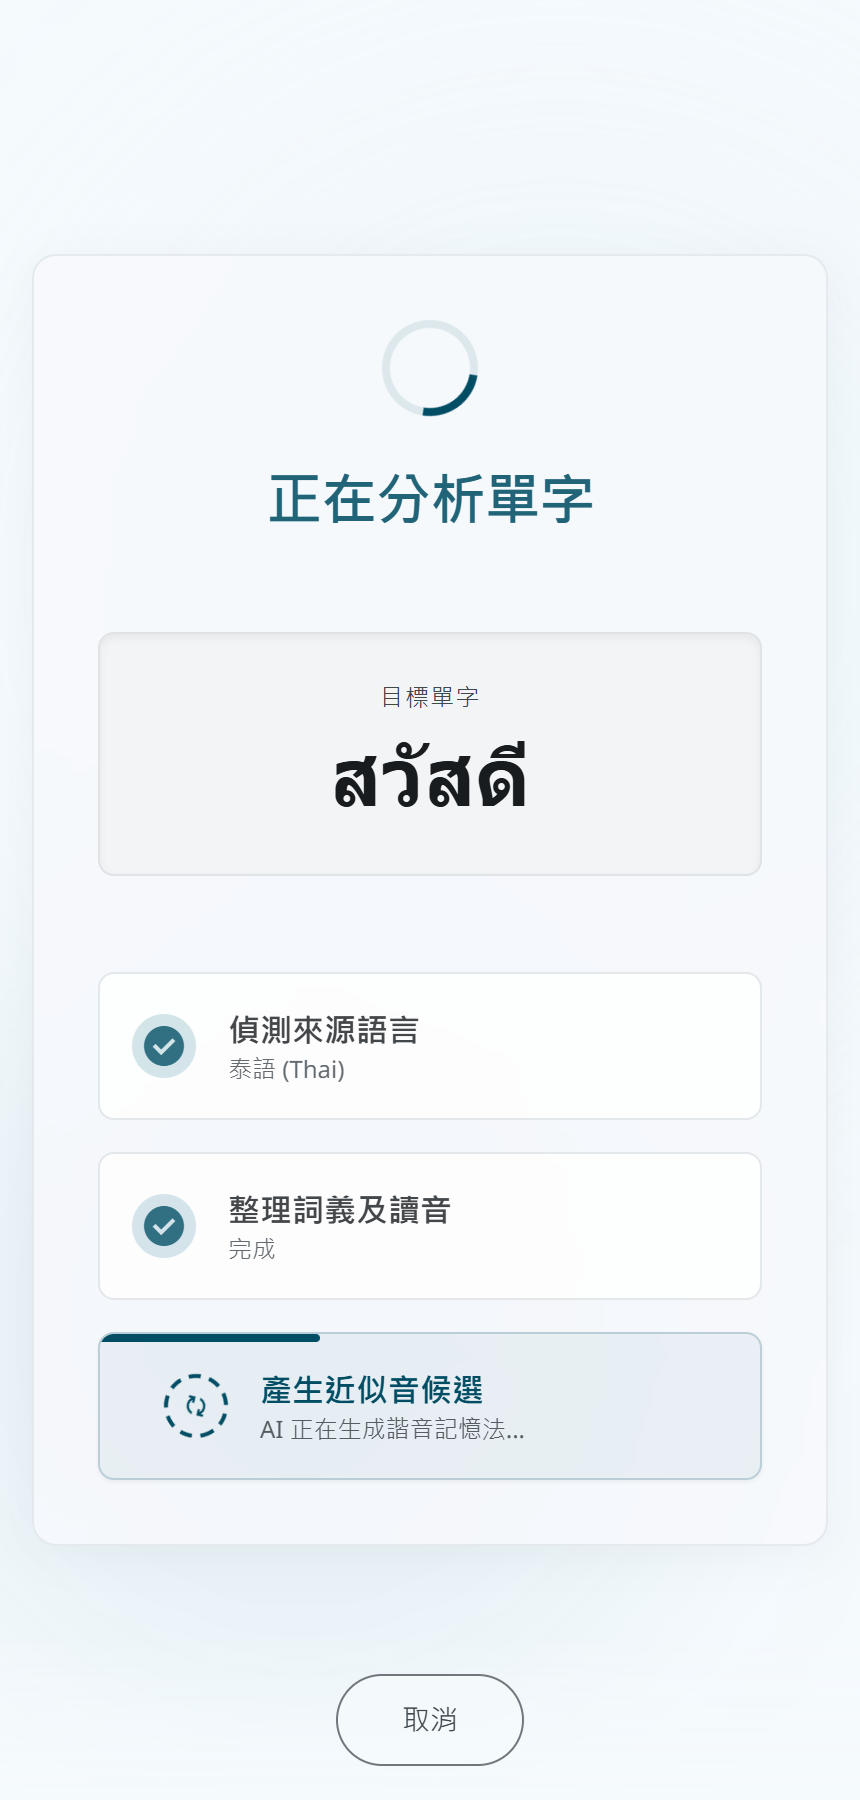 正在分析單字
目標單字
สวัสดี
偵測來源語言
泰語 (Thai)
整理詞義及讀音
完成
產生近似音候選
AI 正在生成諧音記憶法...
取消